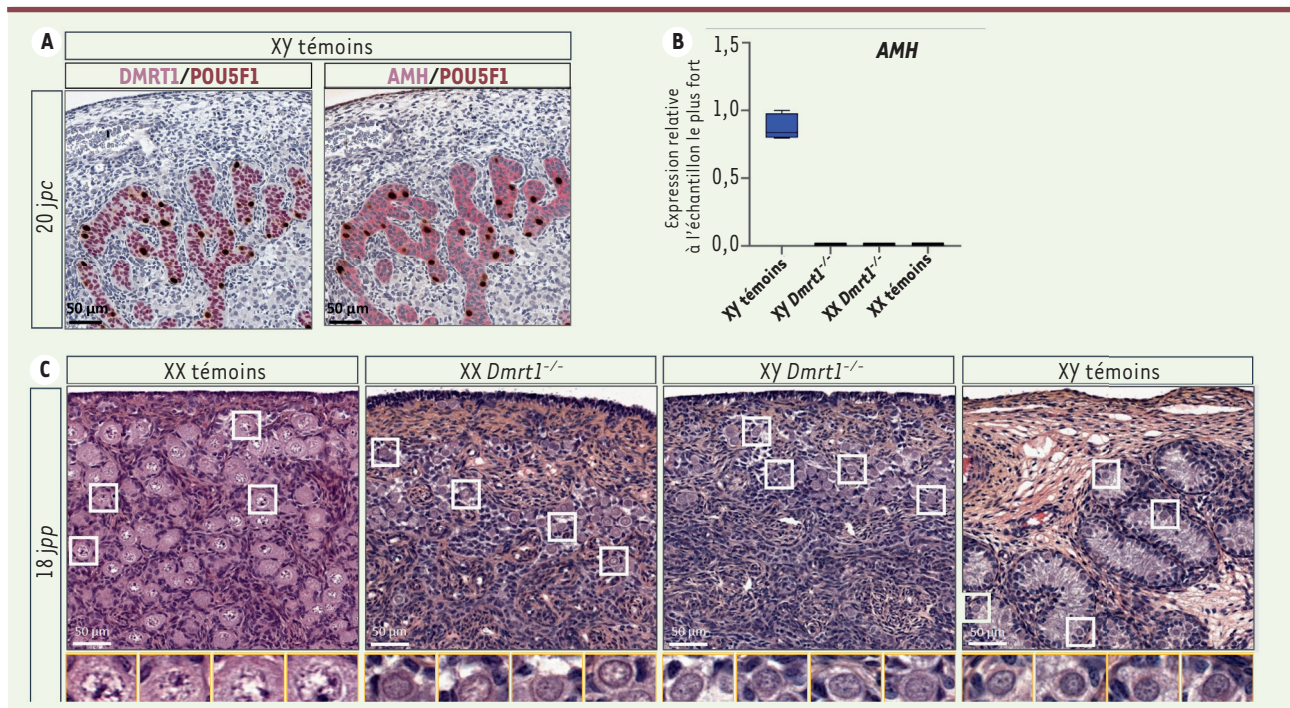 A
XY témoins
DMRT1/POU5F1
AMH/POU5F1
20 jpc
50 µm
50 µm
B
AMH
Expression relative
à l'échantillon le plus fort
1,5
1,0
0,5
0,0
XY témoins
XY Dmrt1-/-
XX Dmrt1-/-
XX témoins
C
XX témoins
XX Dmrt1-/-
XY Dmrt1-/-
XY témoins
18 jpp
50 µm
50 µm
50 µm
50 µm